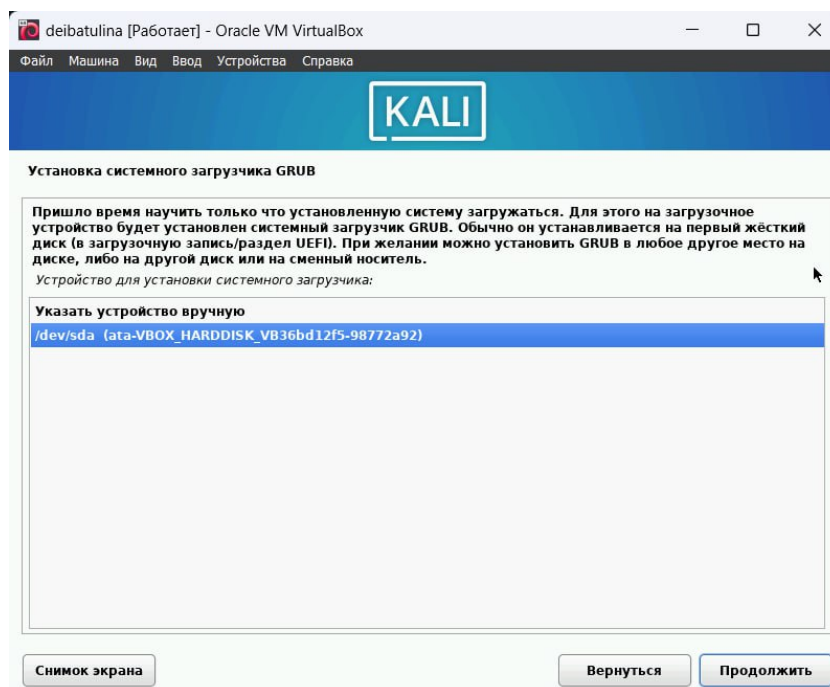 deibatulina [Работает] - Oracle VM VirtualBox
Файл Машина Вид Ввод Устройства Справка
KALI
Установка системного загрузчика GRUB
Пришло время научить только что установленную систему загружаться. Для этого на загрузочное
устройство будет установлен системный загрузчик GRUB. Обычно он устанавливается на первый жёсткий
диск (в загрузочную запись/раздел UEFI). При желании можно установить GRUB в любое другое место на
диске, либо на другой диск или на сменный носитель.
Устройство для установки системного загрузчика:
Указать устройство вручную
/dev/sda (ata-VBOX_HARDDISK_VB36bd12f5-98772a92)
Снимок экрана Вернуться Продолжить